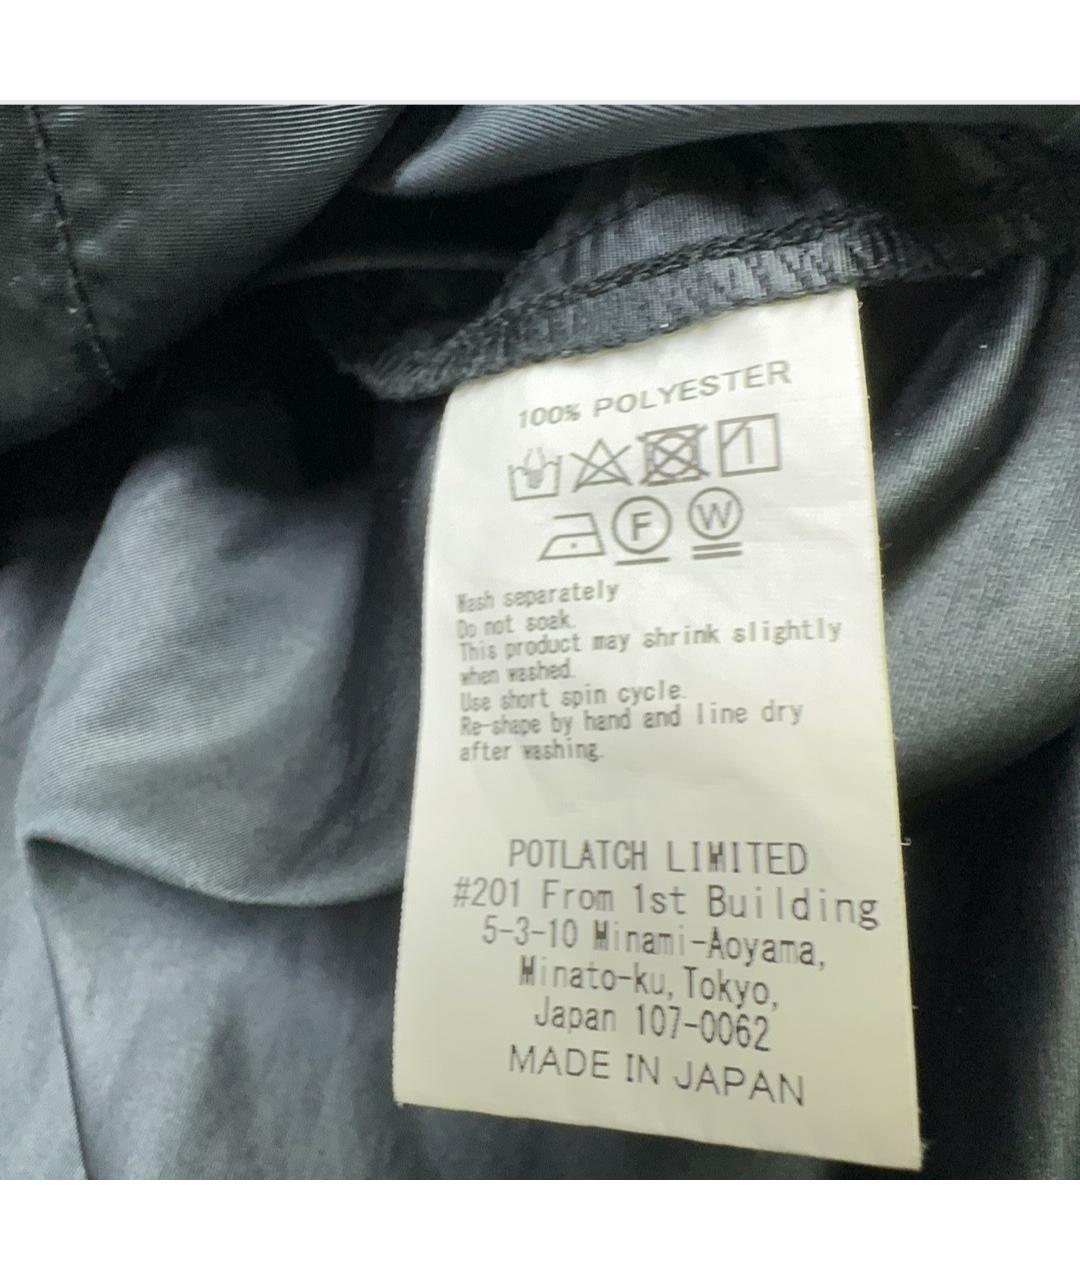 100% POLYESTER
F W
Wash separately
Do not soak.
This product may shrink slightly
when washed.
Use short spin cycle.
Re-shape by hand and line dry
after washing.
POTLATCH LIMITED
#201 From 1st Building
5-3-10 Minami-Aoyama,
Minato-ku, Tokyo,
Japan 107-0062
MADE IN JAPAN